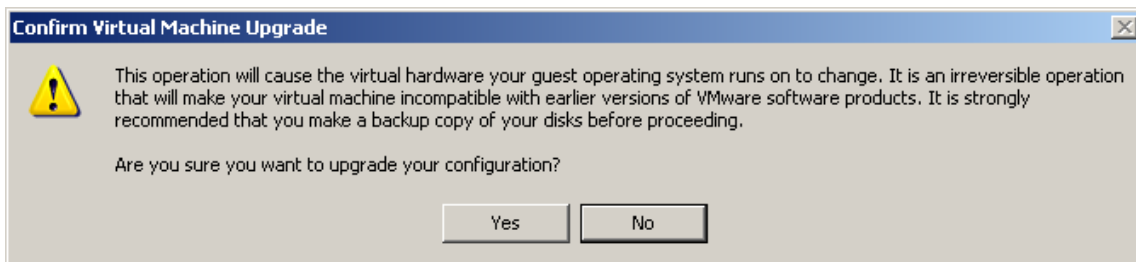 Confirm Virtual Machine Upgrade
This operation will cause the virtual hardware your guest operating system runs on to change. It is an irreversible operation
that will make your virtual machine incompatible with earlier versions of VMware software products. It is strongly
recommended that you make a backup copy of your disks before proceeding.
Are you sure you want to upgrade your configuration?
Yes
No